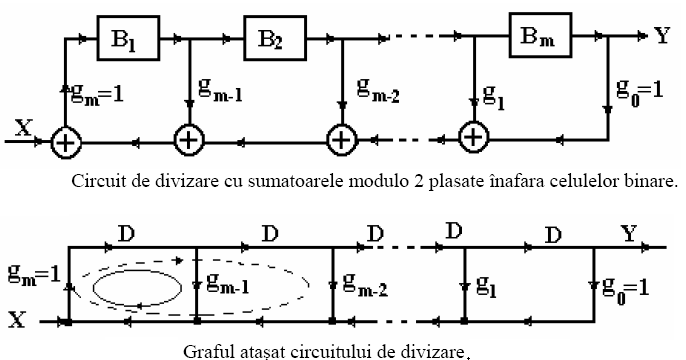 B1 B2 Bm Y
gm=1 gm-1 gm-2 g1 g0=1
X
Circuit de divizare cu sumatoarele modulo 2 plasate înafara celulelor binare.
D D D D D Y
gm=1 gm-1 gm-2 g1 g0=1
X
Graful atașat circuitului de divizare.